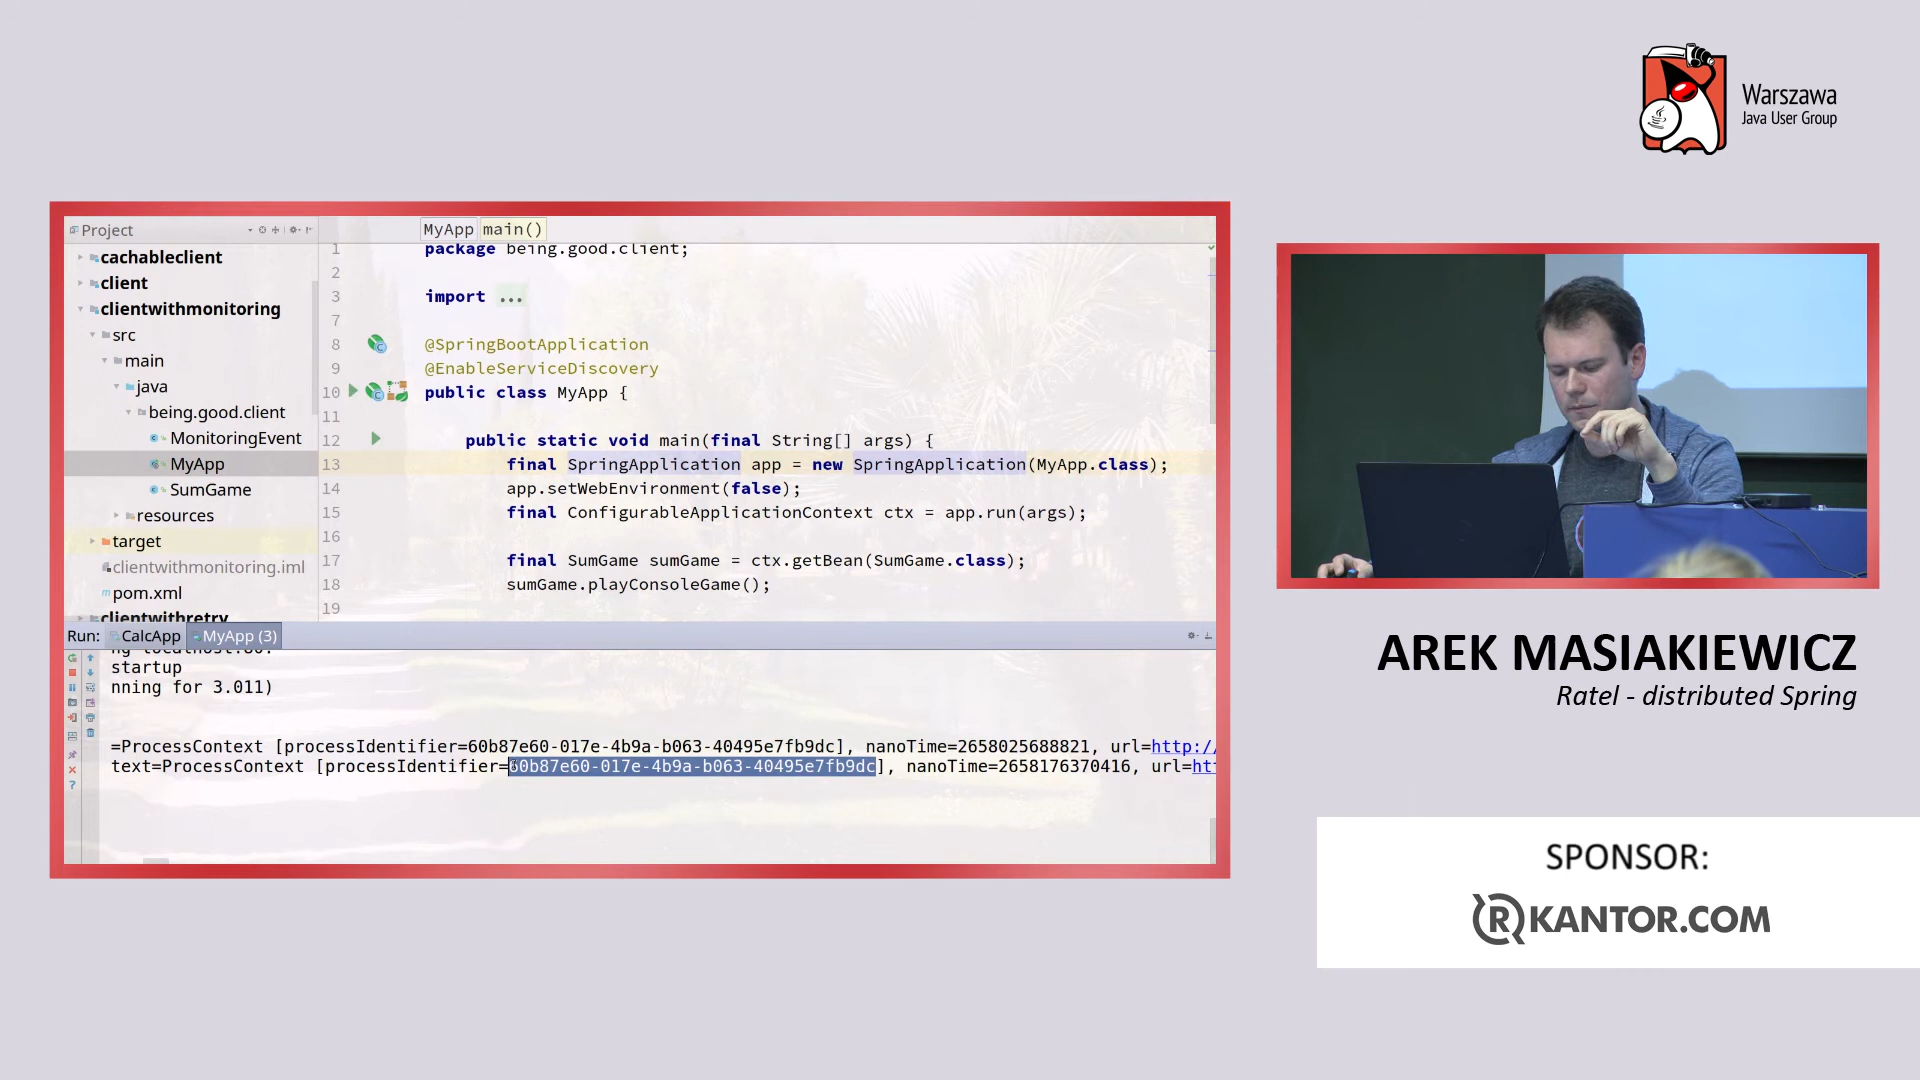 Warszawa
Java User Group
Project
cachableclient
client
clientwithmonitoring
src
main
java
being.good.client
MonitoringEvent
MyApp
SumGame
resources
target
clientwithmonitoring.iml
pom.xml
clientwithretry
MyApp main()
1 package being.good.client;
2
3 import ...
7
8 @SpringBootApplication
9 @EnableServiceDiscovery
10 public class MyApp {
11
12 public static void main(final String[] args) {
13 final SpringApplication app = new SpringApplication(MyApp.class);
14 app.setWebEnvironment(false);
15 final ConfigurableApplicationContext ctx = app.run(args);
16
17 final SumGame sumGame = ctx.getBean(SumGame.class);
18 sumGame.playConsoleGame();
19
Run: CalcApp MyApp (3)
ng localhost:80.
startup
nning for 3.011)
=ProcessContext [processIdentifier=60b87e60-017e-4b9a-b063-40495e7fb9dc], nanoTime=2658025688821, url=http:/
text=ProcessContext [processIdentifier=60b87e60-017e-4b9a-b063-40495e7fb9dc], nanoTime=2658176370416, url=ht
AREK MASIAKIEWICZ
Ratel - distributed Spring
SPONSOR:
RKANTOR.COM